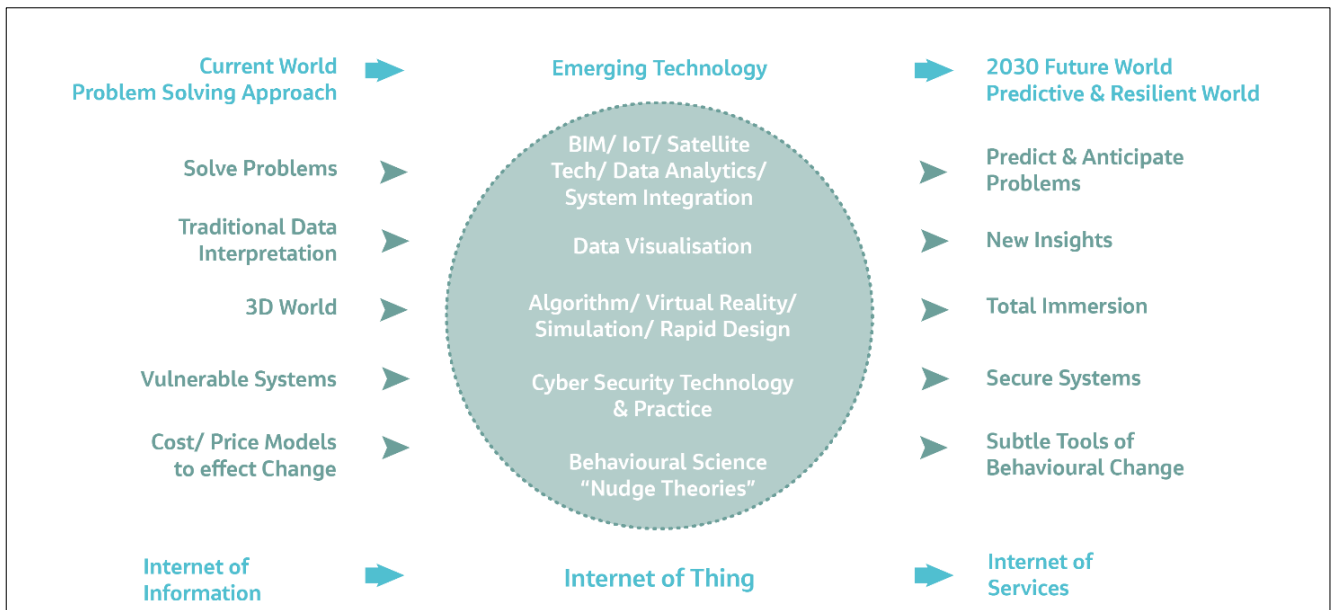 Current World
Problem Solving Approach
Emerging Technology
2030 Future World
Predictive & Resilient World
Solve Problems
BIM/ IoT/ Satellite
Tech/ Data Analytics/
System Integration
Predict & Anticipate
Problems
Traditional Data
Interpretation
Data Visualisation
New Insights
3D World
Algorithm/ Virtual Reality/
Simulation/ Rapid Design
Total Immersion
Vulnerable Systems
Cyber Security Technology
& Practice
Secure Systems
Cost/ Price Models
to effect Change
Behavioural Science
“Nudge Theories”
Subtle Tools of
Behavioural Change
Internet of
Information
Internet of Thing
Internet of
Services